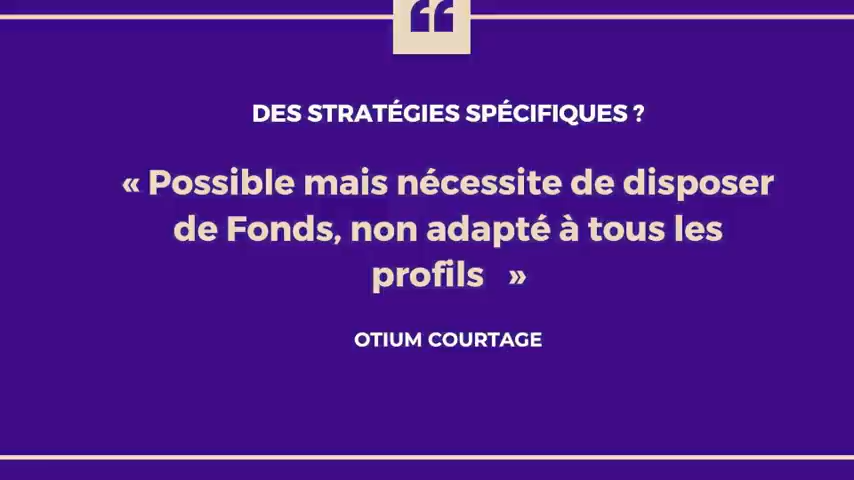 DES STRATÉGIES SPÉCIFIQUES ?
« Possible mais nécessite de disposer
de Fonds, non adapté à tous les
profils »
OTIUM COURTAGE